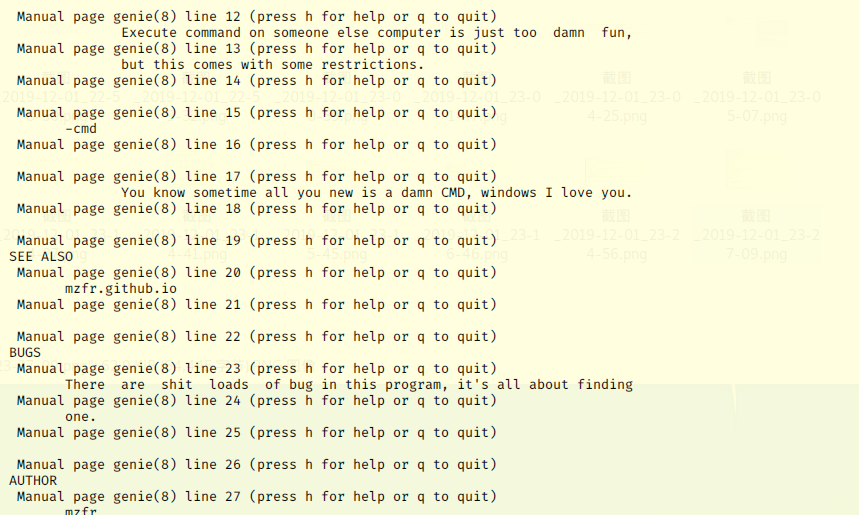 Manual page genie(8) line 12 (press h for help or q to quit)
Execute command on someone else computer is just too  damn  fun,
Manual page genie(8) line 13 (press h for help or q to quit)
but this comes with some restrictions.
Manual page genie(8) line 14 (press h for help or q to quit)
Manual page genie(8) line 15 (press h for help or q to quit)
-cmd
Manual page genie(8) line 16 (press h for help or q to quit)
Manual page genie(8) line 17 (press h for help or q to quit)
You know sometime all you new is a damn CMD, windows I love you.
Manual page genie(8) line 18 (press h for help or q to quit)
Manual page genie(8) line 19 (press h for help or q to quit)
SEE ALSO
Manual page genie(8) line 20 (press h for help or q to quit)
mzfr.github.io
Manual page genie(8) line 21 (press h for help or q to quit)
Manual page genie(8) line 22 (press h for help or q to quit)
BUGS
Manual page genie(8) line 23 (press h for help or q to quit)
There  are  shit  loads  of bug in this program, it's all about finding
Manual page genie(8) line 24 (press h for help or q to quit)
one.
Manual page genie(8) line 25 (press h for help or q to quit)
Manual page genie(8) line 26 (press h for help or q to quit)
AUTHOR
Manual page genie(8) line 27 (press h for help or q to quit)
mzfr